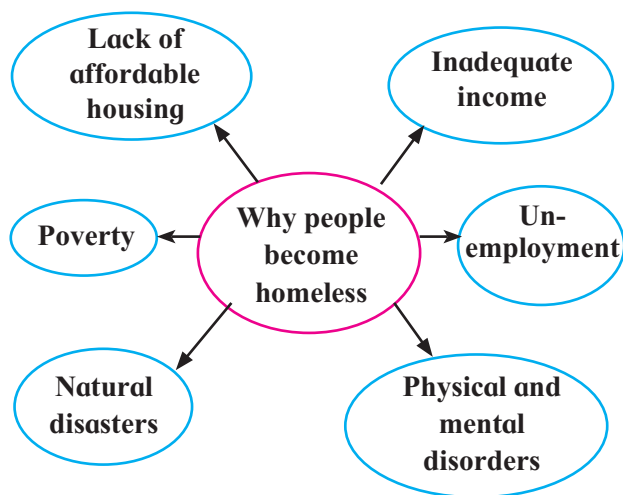 Lack of
affordable
housing
Inadequate
income
Why people
become
homeless
Poverty
Un-
employment
Natural
disasters
Physical and
mental
disorders